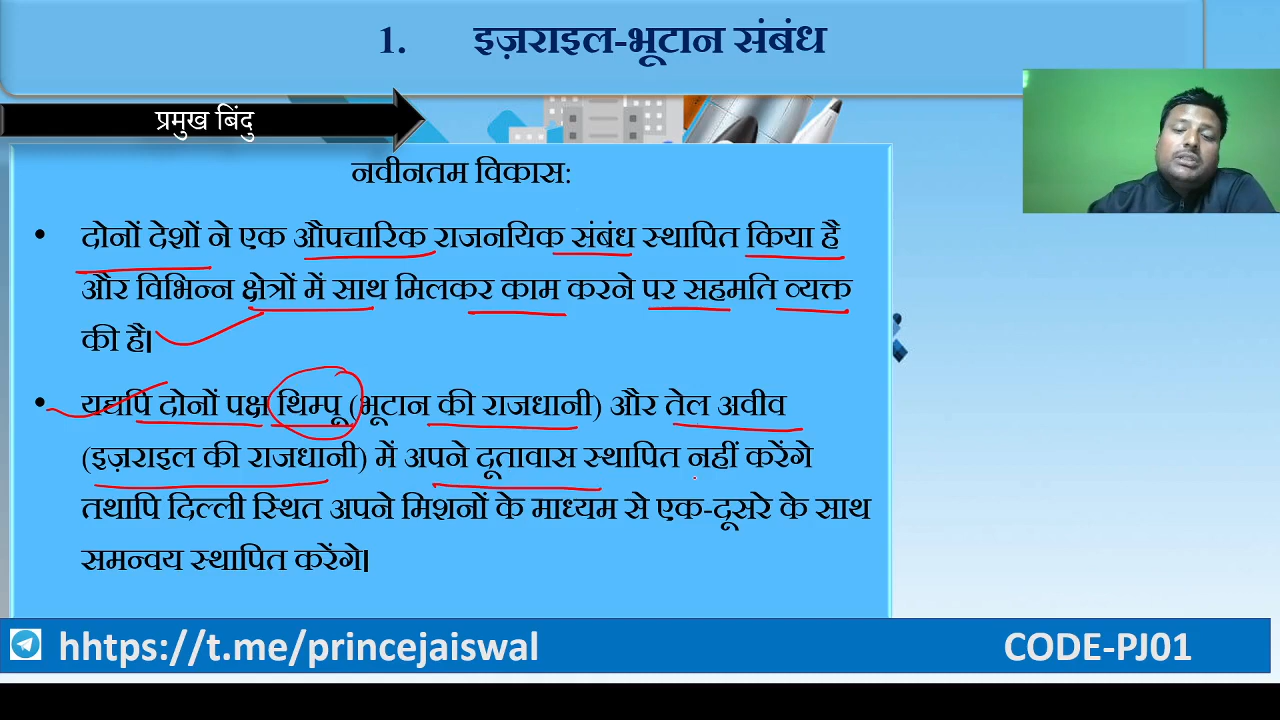 1. इज़राइल-भूटान संबंध
प्रमुख बिंदु
नवीनतम विकास:
• दोनों देशों ने एक औपचारिक राजनयिक संबंध स्थापित किया है
और विभिन्न क्षेत्रों में साथ मिलकर काम करने पर सहमति व्यक्त
की है।
• यद्यपि दोनों पक्ष थिम्पू (भूटान की राजधानी) और तेल अवीव
(इज़राइल की राजधानी) में अपने दूतावास स्थापित नहीं करेंगे
तथापि दिल्ली स्थित अपने मिशनों के माध्यम से एक-दूसरे के साथ
समन्वय स्थापित करेंगे।
hhtps://t.me/princejaiswal CODE-PJ01